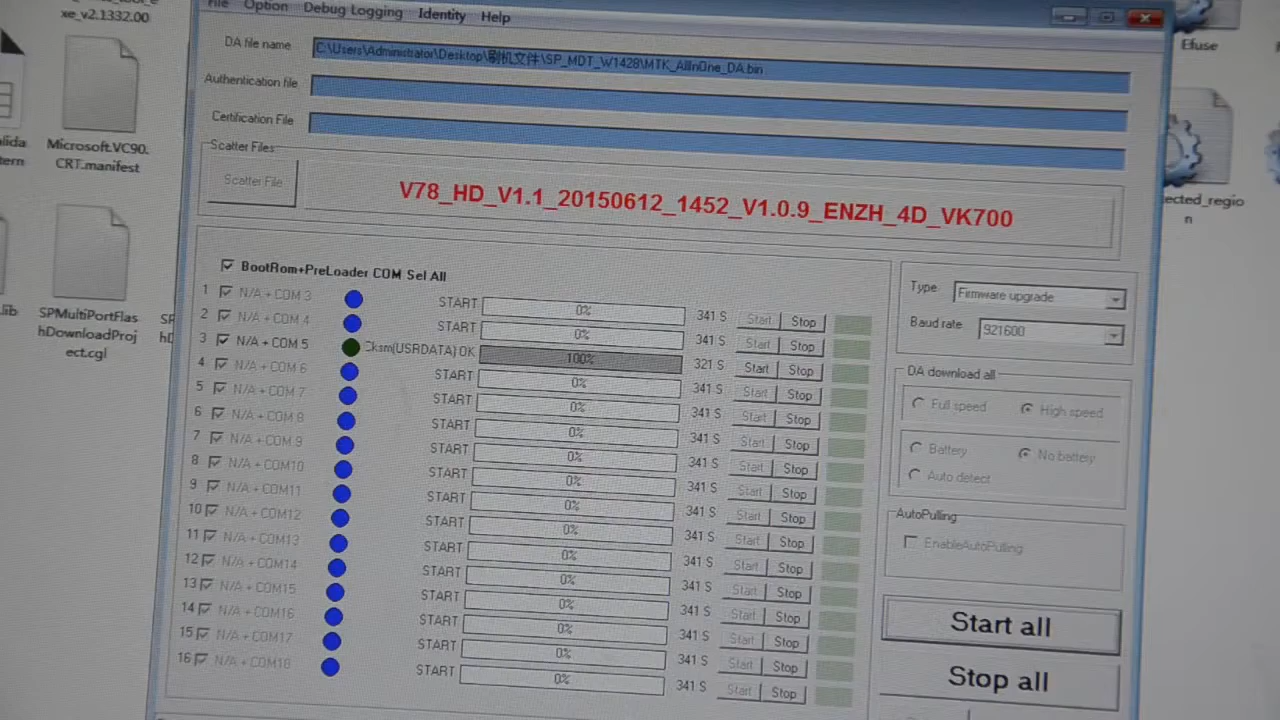 xe_v2.1332.00
File Option Debug Logging Identity Help
Efuse
DA file name C:\Users\Administrator\Desktop\刷机文件\SP_MDT_W1428\MTK_AllInOne_DA.bin
Authentication file
Certification File
Microsoft.VC90.
CRT.manifest
Scatter Files
Scatter File V78_HD_V1.1_20150612_1452_V1.0.9_ENZH_4D_VK700
ected_regio
n
BootRom+PreLoader COM Sel All
1 N/A + COM 3 START 0% 341 S Start Stop
2 N/A + COM 4 START 0% 341 S Start Stop
3 N/A + COM 5 Cksm(USRDATA) OK 100% 321 S Start Stop
4 N/A + COM 6 START 0% 341 S Start Stop
5 N/A + COM 7 START 0% 341 S Start Stop
6 N/A + COM 8 START 0% 341 S Start Stop
7 N/A + COM 9 START 0% 341 S Start Stop
8 N/A + COM10 START 0% 341 S Start Stop
9 N/A + COM11 START 0% 341 S Start Stop
10 N/A + COM12 START 0% 341 S Start Stop
11 N/A + COM13 START 0% 341 S Start Stop
12 N/A + COM14 START 0% 341 S Start Stop
13 N/A + COM15 START 0% 341 S Start Stop
14 N/A + COM16 START 0% 341 S Start Stop
15 N/A + COM17 START 0% 341 S Start Stop
16 N/A + COM18 START 0% 341 S Start Stop
SPMultiPortFlas
hDownloadProj
ect.cgl
Type Firmware upgrade
Baud rate 921600
DA download all
Full speed High speed
Battery No battery
Auto detect
AutoPulling
EnableAutoPulling
Start all
Stop all